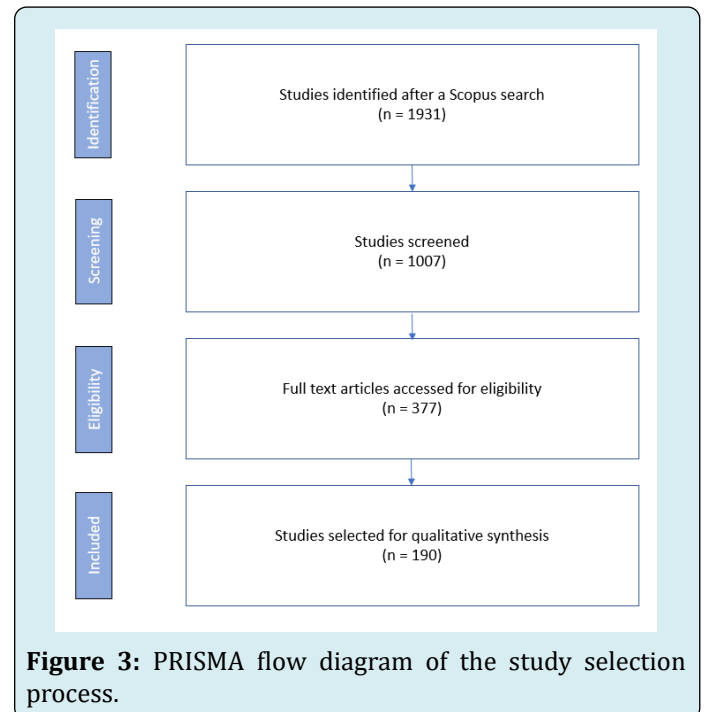 Identification
Studies identified after a Scopus search
(n = 1931)
Screening
Studies screened
(n = 1007)
Eligibility
Full text articles accessed for eligibility
(n = 377)
Included
Studies selected for qualitative synthesis
(n = 190)
Figure 3: PRISMA flow diagram of the study selection
process.